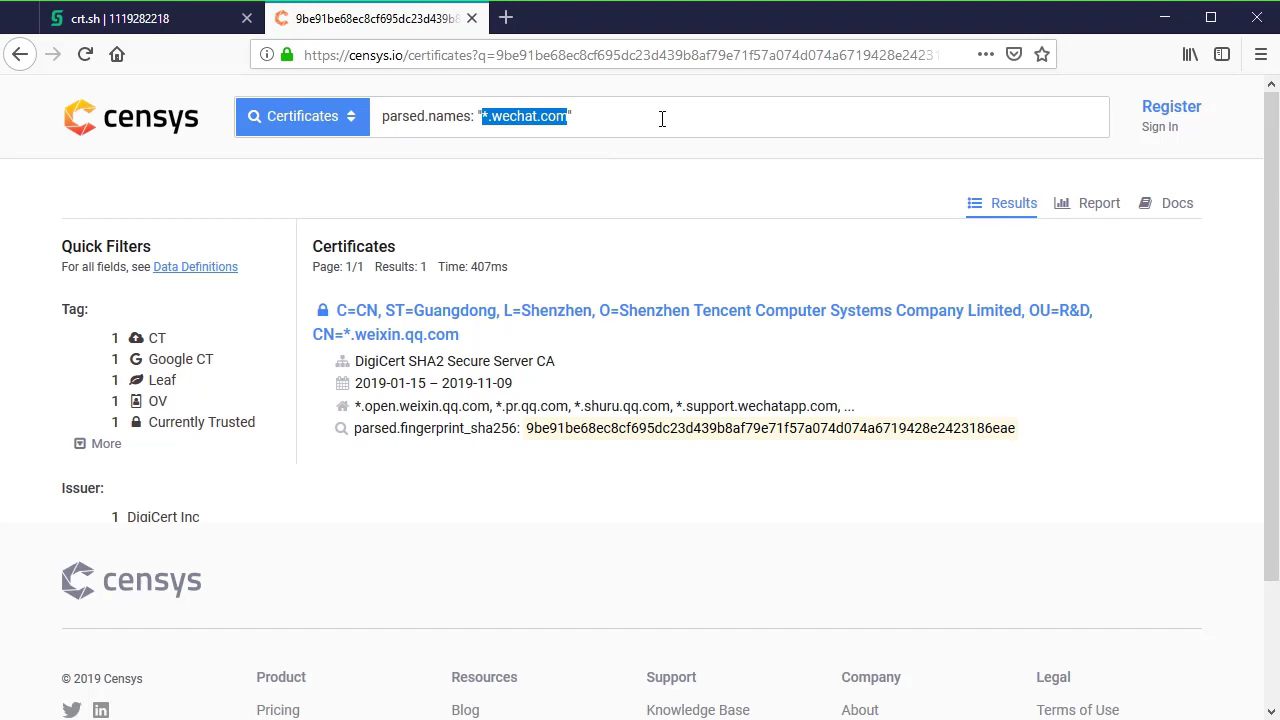 crt.sh | 1119282218
9be91be68ec8cf695dc23d439b8
https://censys.io/certificates?q=9be91be68ec8cf695dc23d439b8af79e71f57a074d074a6719428e24231
censys
Certificates
parsed.names: "*.wechat.com"
Register
Sign In
Results
Report
Docs
Quick Filters
For all fields, see Data Definitions
Tag:
1 CT
1 Google CT
1 Leaf
1 OV
1 Currently Trusted
More
Issuer:
1 DigiCert Inc
Certificates
Page: 1/1 Results: 1 Time: 407ms
C=CN, ST=Guangdong, L=Shenzhen, O=Shenzhen Tencent Computer Systems Company Limited, OU=R&D,
CN=*.weixin.qq.com
DigiCert SHA2 Secure Server CA
2019-01-15 – 2019-11-09
*.open.weixin.qq.com, *.pr.qq.com, *.shuru.qq.com, *.support.wechatapp.com, ...
parsed.fingerprint_sha256: 9be91be68ec8cf695dc23d439b8af79e71f57a074d074a6719428e2423186eae
censys
© 2019 Censys
Product
Resources
Support
Company
Legal
Pricing
Blog
Knowledge Base
About
Terms of Use